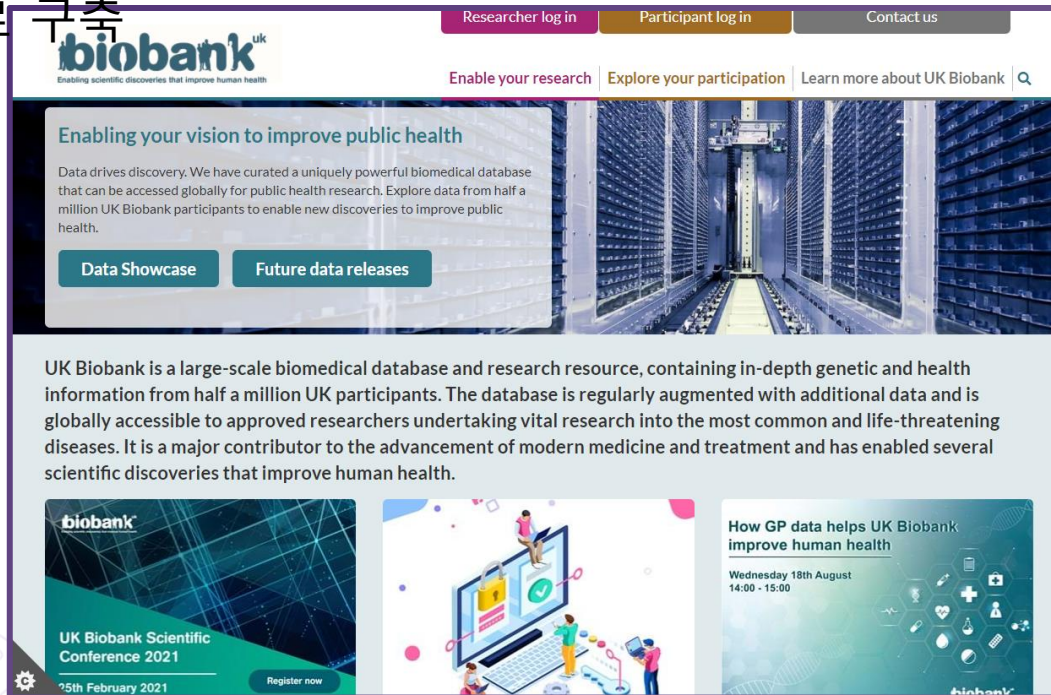 구축
Researcher log in
Participant log in
Contact us
biobank uk
Enabling scientific discoveries that improve human health
Enable your research
Explore your participation
Learn more about UK Biobank
Enabling your vision to improve public health
Data drives discovery. We have curated a uniquely powerful biomedical database
that can be accessed globally for public health research. Explore data from half a
million UK Biobank participants to enable new discoveries to improve public
health.
Data Showcase
Future data releases
UK Biobank is a large-scale biomedical database and research resource, containing in-depth genetic and health
information from half a million UK participants. The database is regularly augmented with additional data and is
globally accessible to approved researchers undertaking vital research into the most common and life-threatening
diseases. It is a major contributor to the advancement of modern medicine and treatment and has enabled several
scientific discoveries that improve human health.
biobank
UK Biobank Scientific
Conference 2021
25th February 2021
Register now
How GP data helps UK Biobank
improve human health
Wednesday 18th August
14:00 - 15:00
biobank